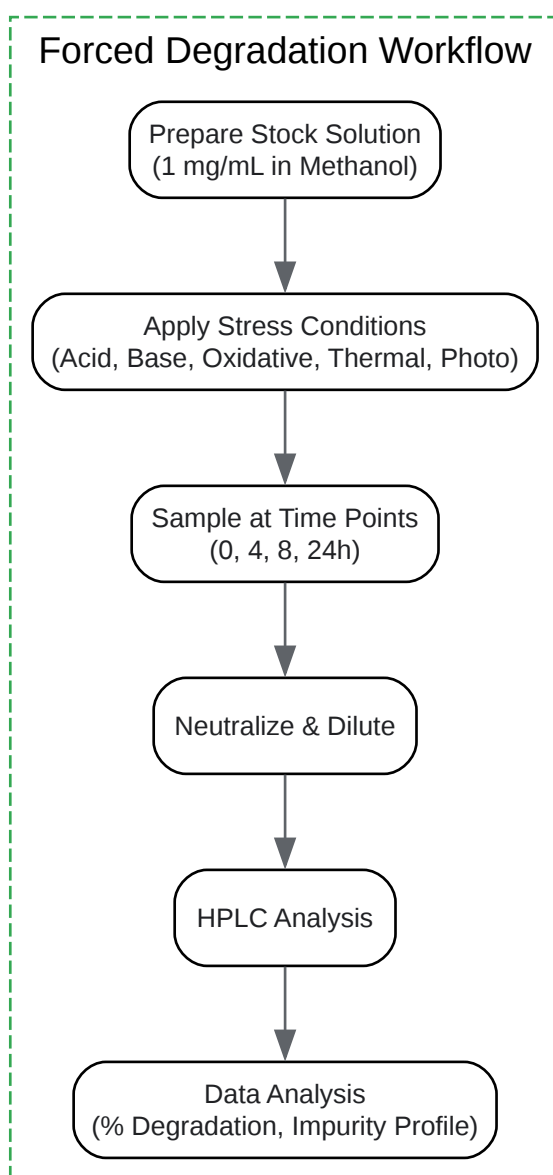 Forced Degradation Workflow
Prepare Stock Solution
(1 mg/mL in Methanol)
Apply Stress Conditions
(Acid, Base, Oxidative, Thermal, Photo)
Sample at Time Points
(0, 4, 8, 24h)
Neutralize & Dilute
HPLC Analysis
Data Analysis
(% Degradation, Impurity Profile)